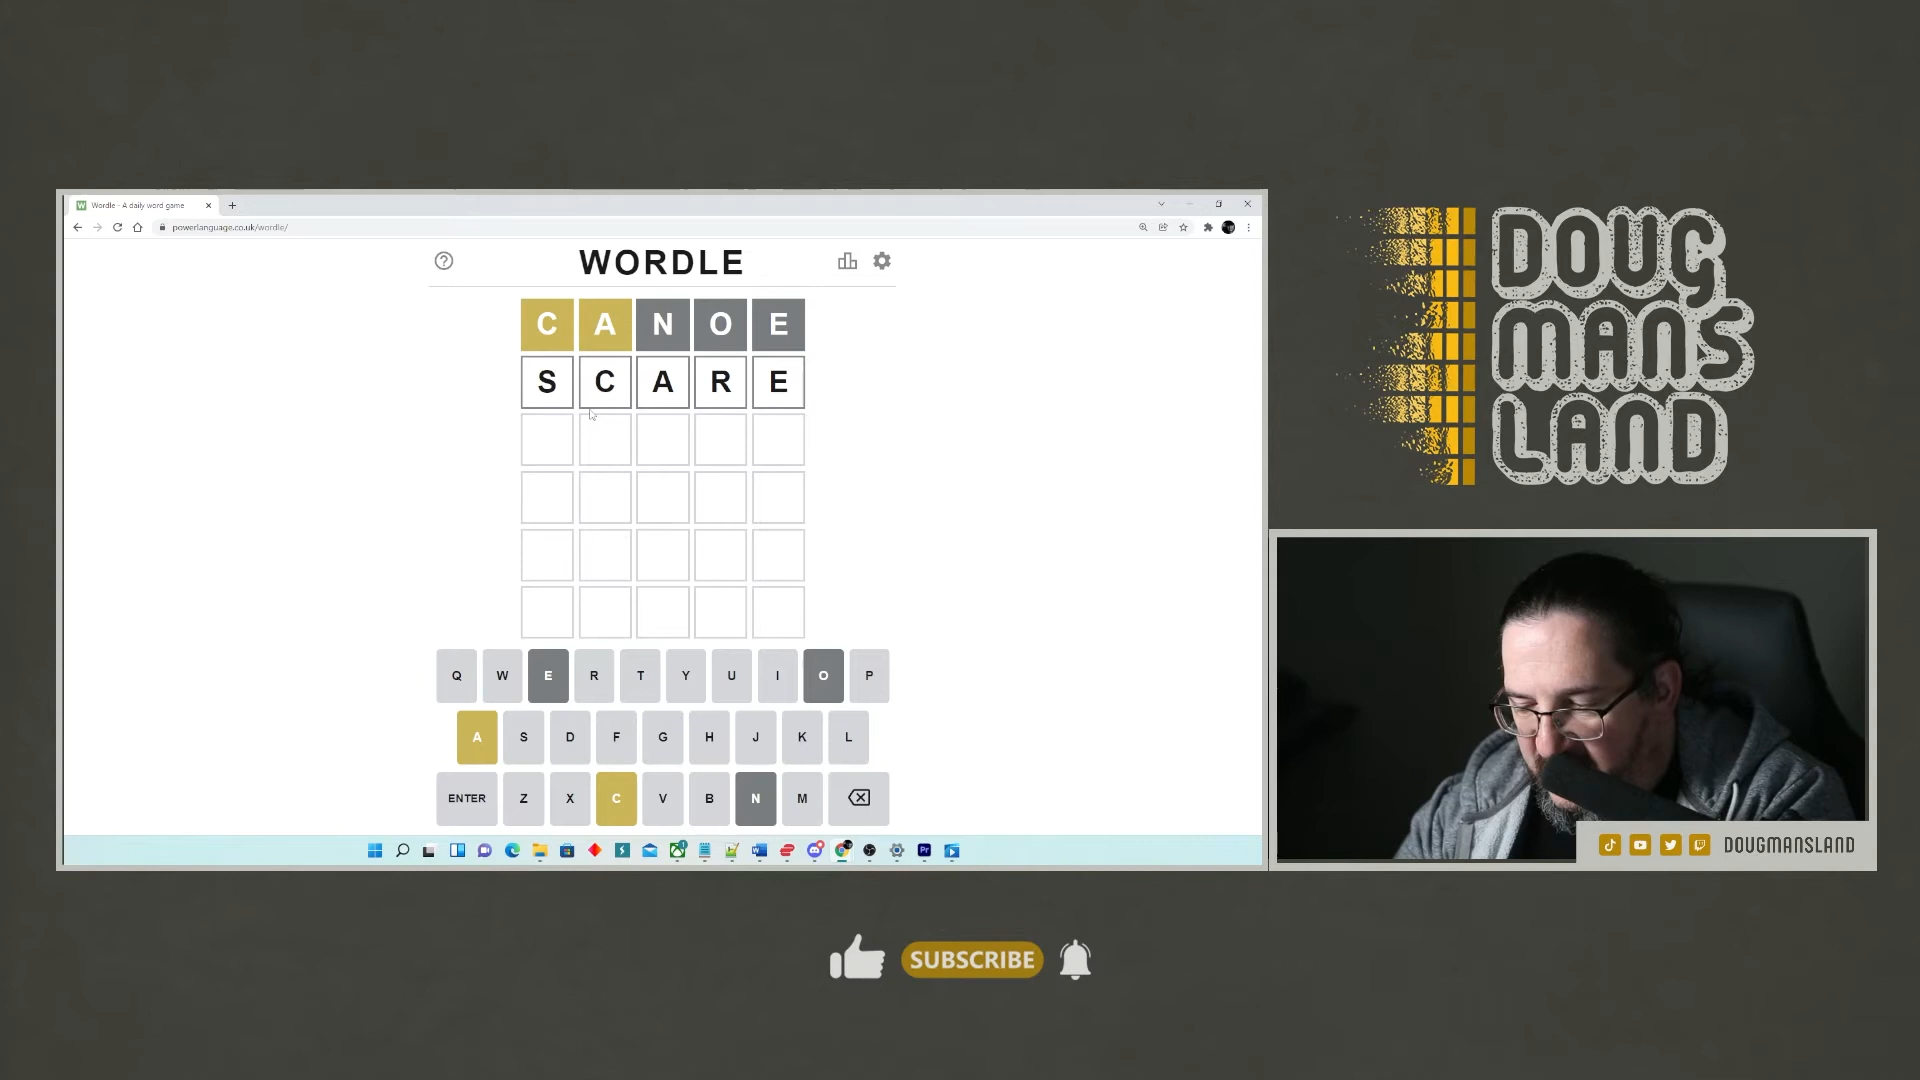 Wordle - A daily word game
powerlanguage.co.uk/wordle/
WORDLE
C A N O E
S C A R E
Q W E R T Y U I O P
A S D F G H J K L
ENTER Z X C V B N M
DOUG
MANS
LAND
DOUGMANSLAND
SUBSCRIBE